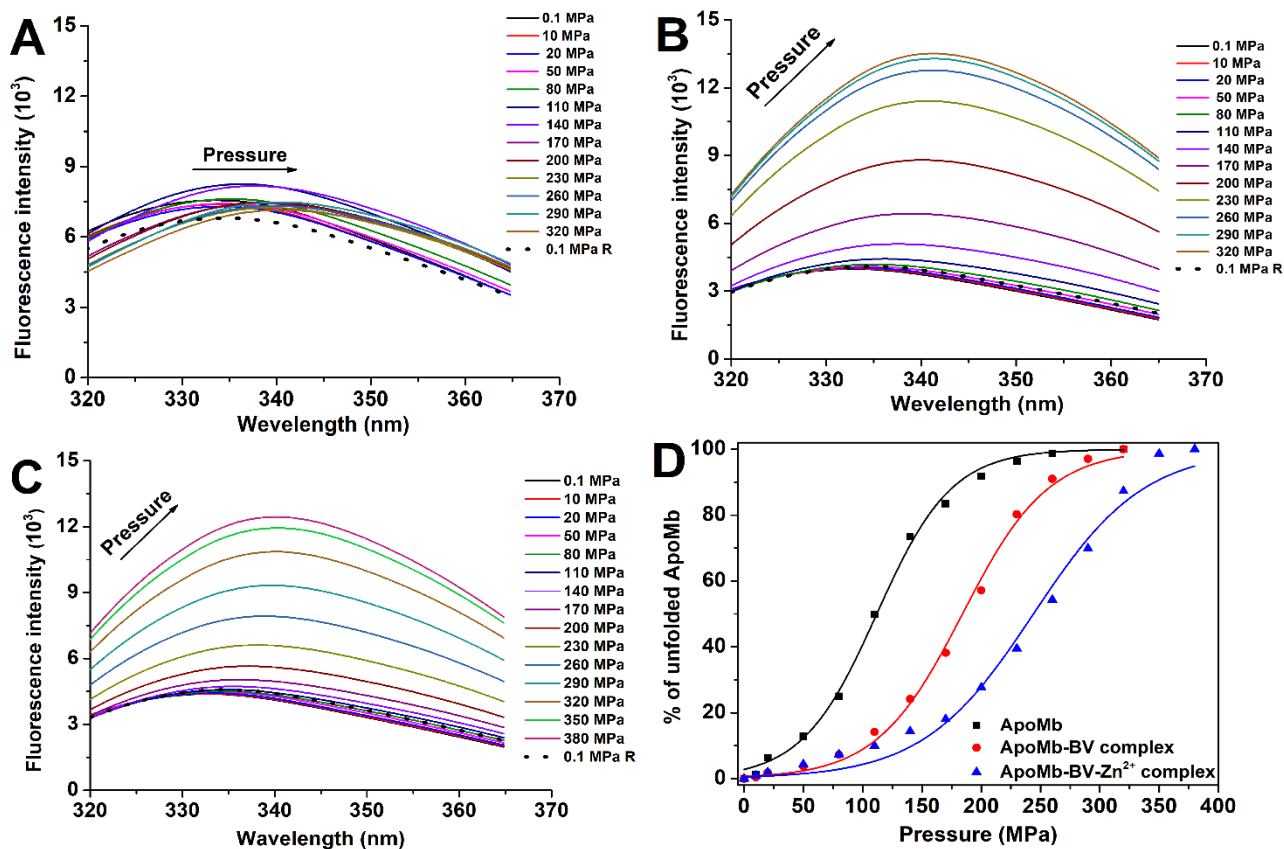 A
Fluorescence intensity (10³)
15
12
9
6
3
0
Pressure
320 330 340 350 360 370
Wevelength (nm)
0.1 MPa
10 MPa
20 MPa
50 MPa
80 MPa
110 MPa
140 MPa
170 MPa
200 MPa
230 MPa
260 MPa
290 MPa
320 MPa
0.1 MPa R
B
Fluorescence intensity (10³)
15
12
9
6
3
0
Pressure
320 330 340 350 360 370
Wevelength (nm)
0.1 MPa
10 MPa
20 MPa
50 MPa
80 MPa
110 MPa
140 MPa
170 MPa
200 MPa
230 MPa
260 MPa
290 MPa
320 MPa
0.1 MPa R
C
Fluorescence intensity (10³)
15
12
9
6
3
0
Pressure
320 330 340 350 360 370
Wavelength (nm)
0.1 MPa
10 MPa
20 MPa
50 MPa
80 MPa
110 MPa
140 MPa
170 MPa
200 MPa
230 MPa
260 MPa
290 MPa
320 MPa
350 MPa
380 MPa
0.1 MPa R
D
% of unfolded ApoMb
100
80
60
40
20
0
ApoMb
ApoMb-BV complex
ApoMb-BV-Zn²⁺ complex
0 50 100 150 200 250 300 350 400
Pressure (MPa)